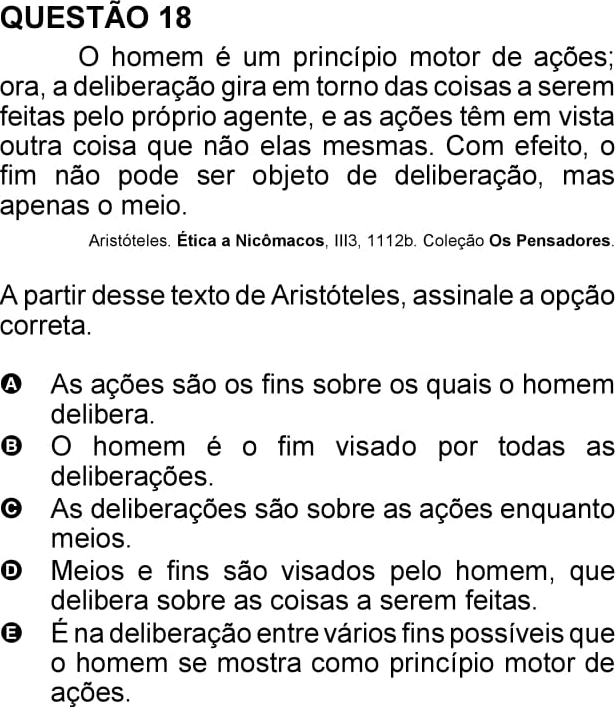 QUESTÃO 18
O homem é um princípio motor de ações;
ora, a deliberação gira em torno das coisas a serem
feitas pelo próprio agente, e as ações têm em vista
outra coisa que não elas mesmas. Com efeito, o
fim não pode ser objeto de deliberação, mas
apenas o meio.
Aristóteles. Ética a Nicômacos, III3, 1112b. Coleção Os Pensadores.
A partir desse texto de Aristóteles, assinale a opção
correta.
A As ações são os fins sobre os quais o homem
delibera.
B O homem é o fim visado por todas as
deliberações.
C As deliberações são sobre as ações enquanto
meios.
D Meios e fins são visados pelo homem, que
delibera sobre as coisas a serem feitas.
E É na deliberação entre vários fins possíveis que
o homem se mostra como princípio motor de
ações.